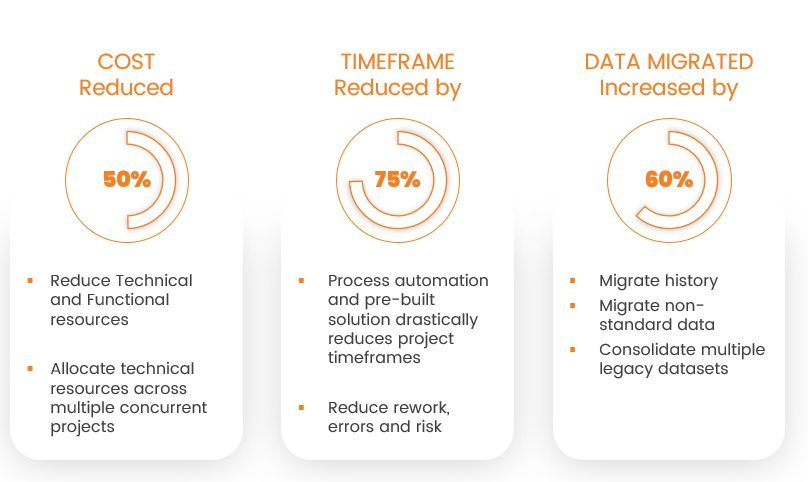 COST
Reduced
50%
▪ Reduce Technical
and Functional
resources
▪ Allocate technical
resources across
multiple concurrent
projects
TIMEFRAME
Reduced by
75%
▪ Process automation
and pre-built
solution drastically
reduces project
timeframes
▪ Reduce rework,
errors and risk
DATA MIGRATED
Increased by
60%
▪ Migrate history
▪ Migrate non-
standard data
▪ Consolidate multiple
legacy datasets